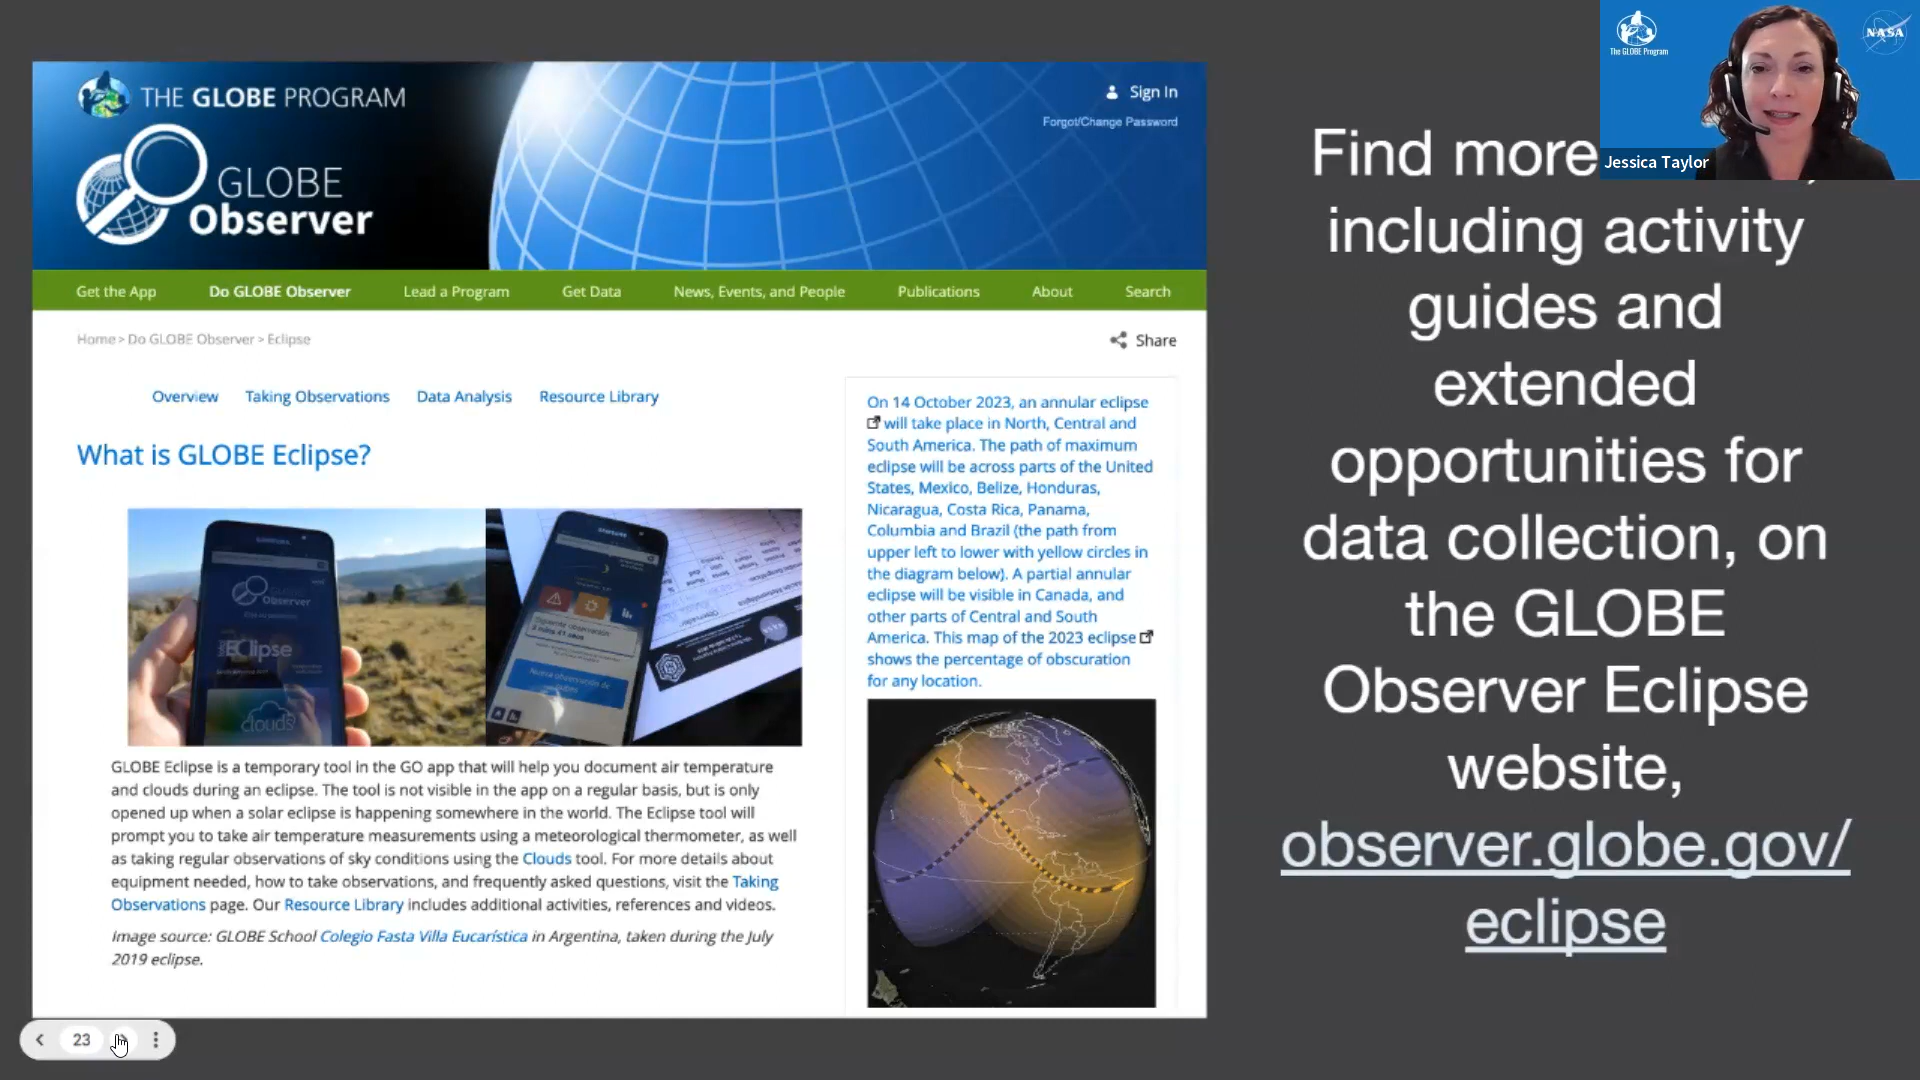 THE GLOBE PROGRAM
GLOBE
Observer
Sign In
Forgot/Change Password
Get the App
Do GLOBE Observer
Lead a Program
Get Data
News, Events, and People
Publications
About
Search
Home > Do GLOBE Observer > Eclipse
Share
Overview
Taking Observations
Data Analysis
Resource Library
What is GLOBE Eclipse?
Observer
Eclipse
clouds
SAMSUNG
GLOBE Eclipse is a temporary tool in the GO app that will help you document air temperature
and clouds during an eclipse. The tool is not visible in the app on a regular basis, but is only
opened up when a solar eclipse is happening somewhere in the world. The Eclipse tool will
prompt you to take air temperature measurements using a meteorological thermometer, as well
as taking regular observations of sky conditions using the Clouds tool. For more details about
equipment needed, how to take observations, and frequently asked questions, visit the Taking
Observations page. Our Resource Library includes additional activities, references and videos.
Image source: GLOBE School Colegio Fasta Villa Eucarística in Argentina, taken during the July
2019 eclipse.
On 14 October 2023, an annular eclipse
will take place in North, Central and
South America. The path of maximum
eclipse will be across parts of the United
States, Mexico, Belize, Honduras,
Nicaragua, Costa Rica, Panama,
Columbia and Brazil (the path from
upper left to lower with yellow circles in
the diagram below). A partial annular
eclipse will be visible in Canada, and
other parts of Central and South
America. This map of the 2023 eclipse
shows the percentage of obscuration
for any location.
Find more
including activity
guides and
extended
opportunities for
data collection, on
the GLOBE
Observer Eclipse
website,
observer.globe.gov/
eclipse
The GLOBE Program
NASA
Jessica Taylor
23